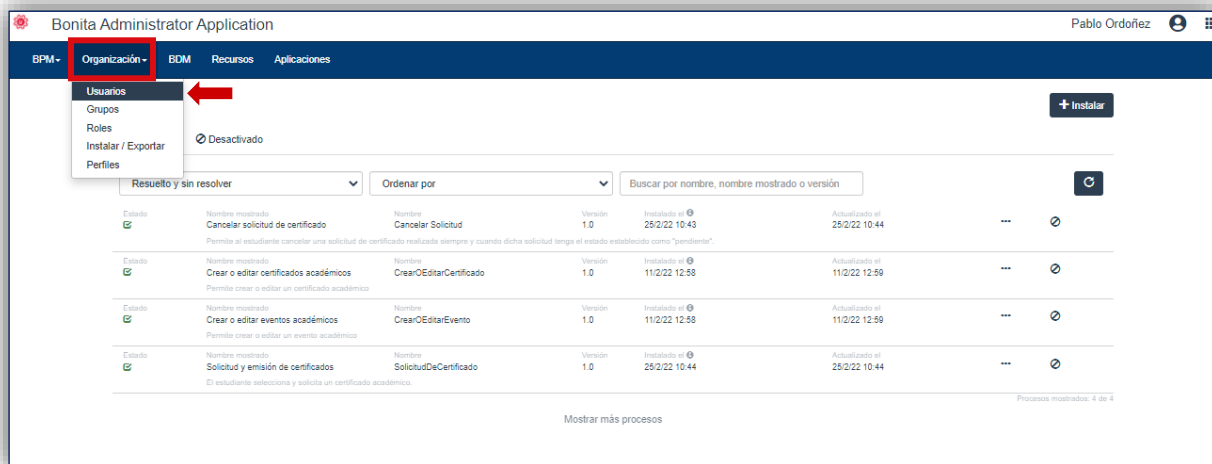 Bonita Administrator Application Pablo Ordoñez
BPM Organización BDM Recursos Aplicaciones
Usuarios
Grupos
Roles
Instalar / Exportar
Perfiles
Instalar
Desactivado
Resuelto y sin resolver Ordenar por Buscar por nombre, nombre mostrado o versión
Estado Nombre mostrado Nombre Versión Instalado el Actualizado el
Cancelar solicitud de certificado Cancelar Solicitud 1.0 25/2/22 10:43 25/2/22 10:44
Permite al estudiante cancelar una solicitud de certificado realizada siempre y cuando dicha solicitud tenga el estado establecido como "pendiente".
Estado Nombre mostrado Nombre Versión Instalado el Actualizado el
Crear o editar certificados académicos CrearOEditarCertificado 1.0 11/2/22 12:58 11/2/22 12:59
Permite crear o editar un certificado académico
Estado Nombre mostrado Nombre Versión Instalado el Actualizado el
Crear o editar eventos académicos CrearOEditarEvento 1.0 11/2/22 12:58 11/2/22 12:59
Permite crear o editar un evento académico
Estado Nombre mostrado Nombre Versión Instalado el Actualizado el
Solicitud y emisión de certificados SolicitudDeCertificado 1.0 25/2/22 10:44 25/2/22 10:44
El estudiante selecciona y solicita un certificado académico.
Procesos mostrados: 4 de 4
Mostrar más procesos